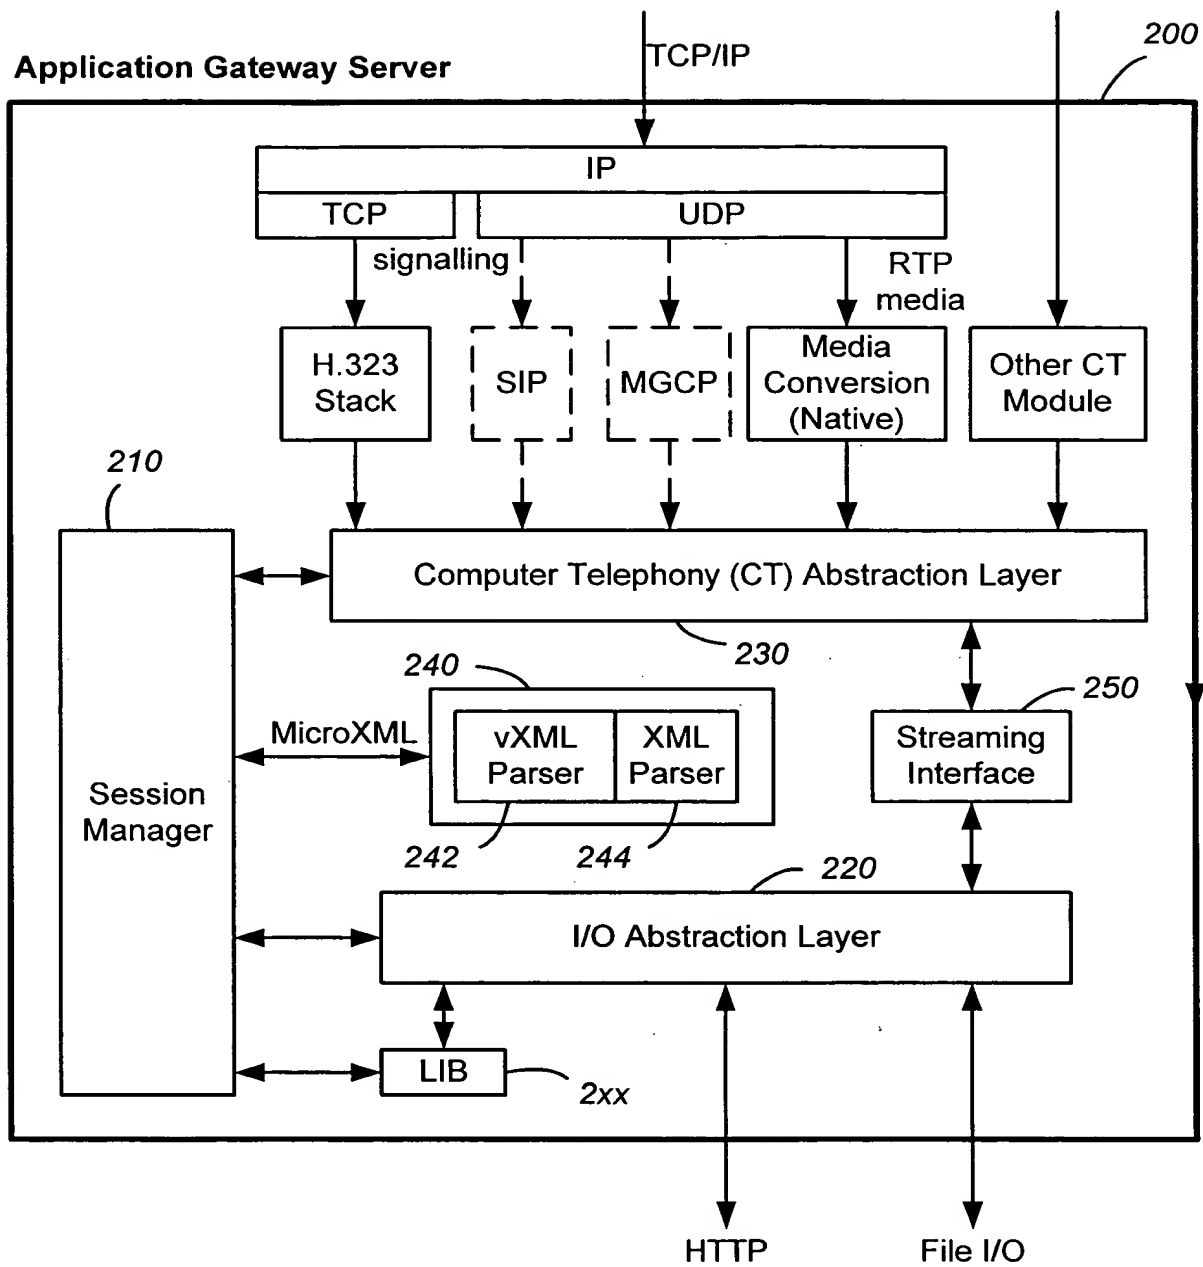 200
TCP/IP
Application Gateway Server
IP
TCP
UDP
signalling
RTP
media
H.323
Stack
SIP
MGCP
Media
Conversion
(Native)
Other CT
Module
210
Computer Telephony (CT) Abstraction Layer
230
240
250
MicroXML
vXML
Parser
XML
Parser
Streaming
Interface
Session
Manager
242
244
220
I/O Abstraction Layer
LIB
2xx
HTTP
File I/O